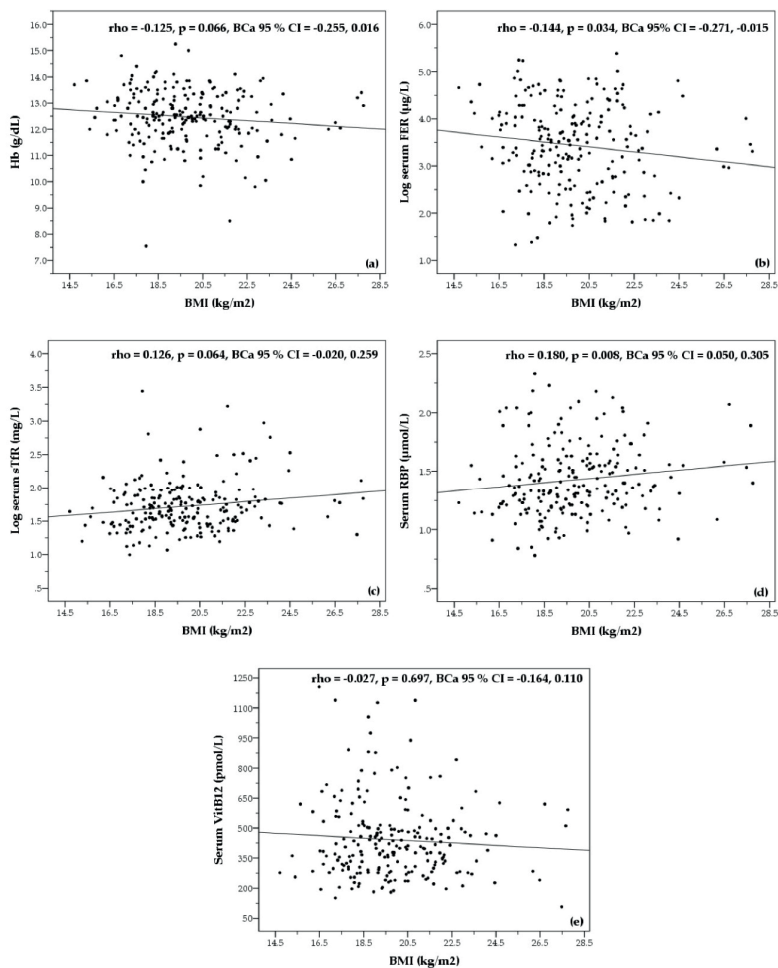 rho = -0.125, p = 0.066, BCa 95 % CI = -0.255, 0.016
16.0
15.0
14.0
13.0
12.0
11.0
10.0
9.0
8.0
7.0
Hb (g/dL)
(a)
14.5 16.5 18.5 20.5 22.5 24.5 26.5 28.5
BMI (kg/m2)
rho = -0.144, p = 0.034, BCa 95% CI = -0.271, -0.015
6.0
5.0
4.0
3.0
2.0
1.0
Log serum FER (µg/L)
(b)
14.5 16.5 18.5 20.5 22.5 24.5 26.5 28.5
BMI (kg/m2)
rho = 0.126, p = 0.064, BCa 95 % CI = -0.020, 0.259
4.0
3.5
3.0
2.5
2.0
1.5
1.0
.5
Log serum sTfR (mg/L)
(c)
14.5 16.5 18.5 20.5 22.5 24.5 26.5 28.5
BMI (kg/m2)
rho = 0.180, p = 0.008, BCa 95 % CI = 0.050, 0.305
2.5
2.0
1.5
1.0
.5
Serum RBP (µmol/L)
(d)
14.5 16.5 18.5 20.5 22.5 24.5 26.5 28.5
BMI (kg/m2)
rho = -0.027, p = 0.697, BCa 95 % CI = -0.164, 0.110
1250
1100
950
800
650
500
350
200
50
Serum VitB12 (pmol/L)
(e)
14.5 16.5 18.5 20.5 22.5 24.5 26.5 28.5
BMI (kg/m2)